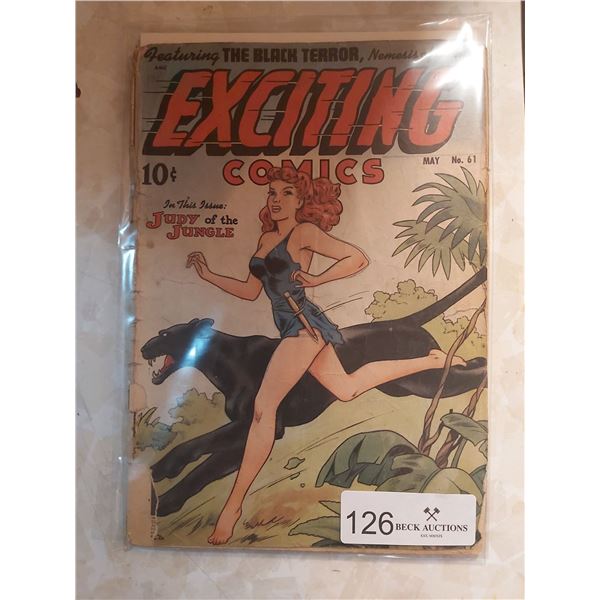 Featuring THE BLACK TERROR, Nemesis
EXCITING
COMICS
MAY No. 61
10¢
In This Issue:
JUDY of the
JUNGLE
126
BECK AUCTIONS